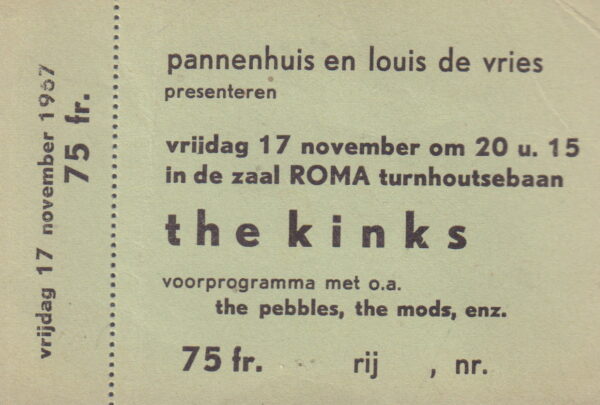 vrijdag 17 november 1967
75 fr.
pannenhuis en louis de vries
presenteren
vrijdag 17 november om 20 u. 15
in de zaal ROMA turnhoutsebaan
the kinks
voorprogramma met o.a.
the pebbles, the mods, enz.
75 fr. rij , nr.